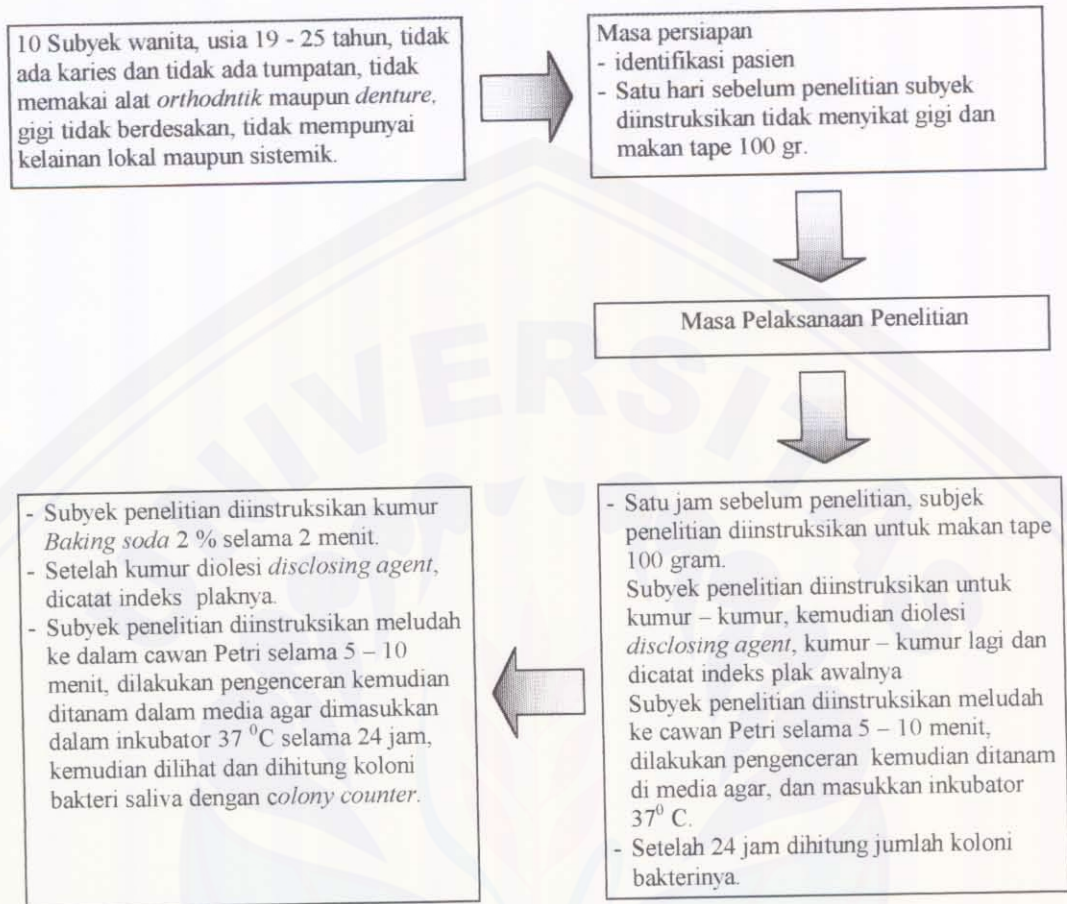 10 Subyek wanita, usia 19 - 25 tahun, tidak
ada karies dan tidak ada tumpatan, tidak
memakai alat orthodntik maupun denture,
gigi tidak berdesakan, tidak mempunyai
kelainan lokal maupun sistemik.
Masa persiapan
- identifikasi pasien
- Satu hari sebelum penelitian subyek
diinstruksikan tidak menyikat gigi dan
makan tape 100 gr.
Masa Pelaksanaan Penelitian
- Satu jam sebelum penelitian, subjek
penelitian diinstruksikan untuk makan tape
100 gram.
Subyek penelitian diinstruksikan untuk
kumur – kumur, kemudian diolesi
disclosing agent, kumur – kumur lagi dan
dicatat indeks plak awalnya
Subyek penelitian diinstruksikan meludah
ke cawan Petri selama 5 – 10 menit,
dilakukan pengenceran kemudian ditanam
di media agar, dan masukkan inkubator
37⁰ C.
- Setelah 24 jam dihitung jumlah koloni
bakterinya.
- Subyek penelitian diinstruksikan kumur
Baking soda 2 % selama 2 menit.
- Setelah kumur diolesi disclosing agent,
dicatat indeks plaknya.
- Subyek penelitian diinstruksikan meludah
ke dalam cawan Petri selama 5 – 10
menit, dilakukan pengenceran kemudian
ditanam dalam media agar dimasukkan
dalam inkubator 37 ⁰C selama 24 jam,
kemudian dilihat dan dihitung koloni
bakteri saliva dengan colony counter.
UNIVERSITA